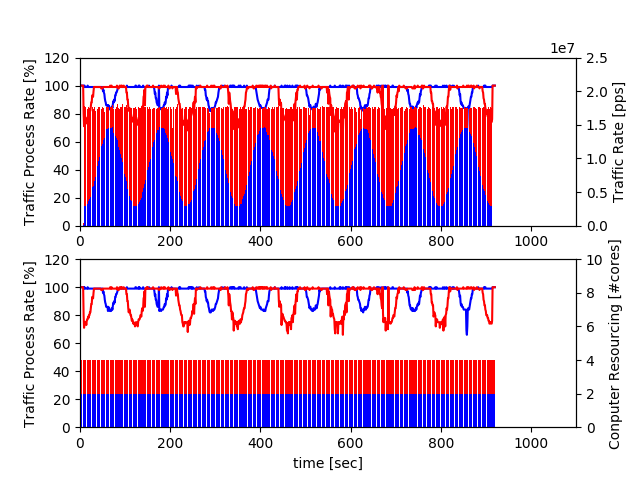 1e7
120 2.5
100 2.0
80 1.5
60 1.0
40 0.5
20 0.0
0
Traffic Process Rate [%]
Traffic Rate [pps]
0 200 400 600 800 1000
120 10
100 8
80 6
60 4
40 2
20 0
0
Traffic Process Rate [%]
Conputer Resourcing [#cores]
0 200 400 600 800 1000
time [sec]